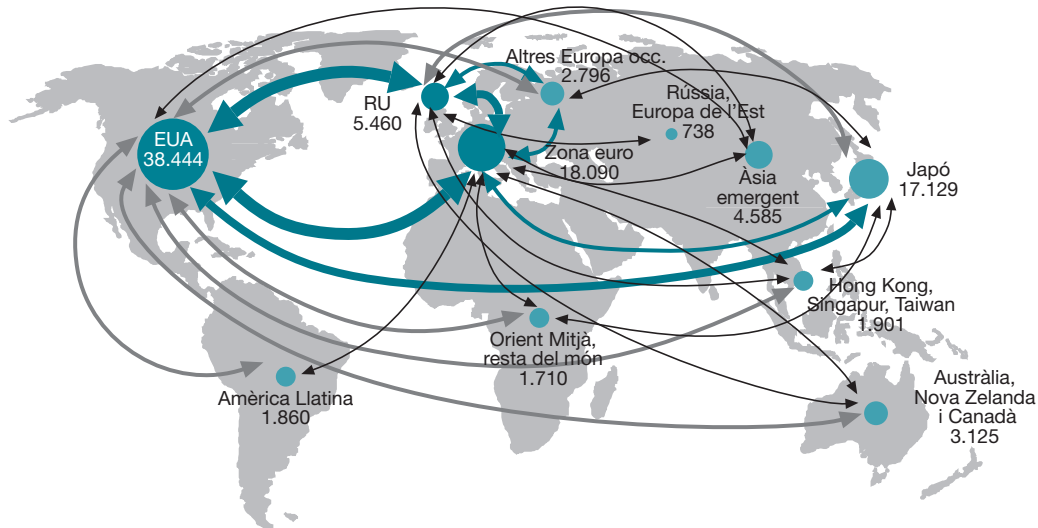 Altres Europa occ.
2.796
RU
5.460
Rússia,
Europa de l'Est
738
EUA
38.444
Zona euro
18.090
Àsia
emergent
4.585
Japó
17.129
Hong Kong,
Singapur, Taiwan
1.901
Orient Mitjà,
resta del món
1.710
Amèrica Llatina
1.860
Austràlia,
Nova Zelanda
i Canadà
3.125